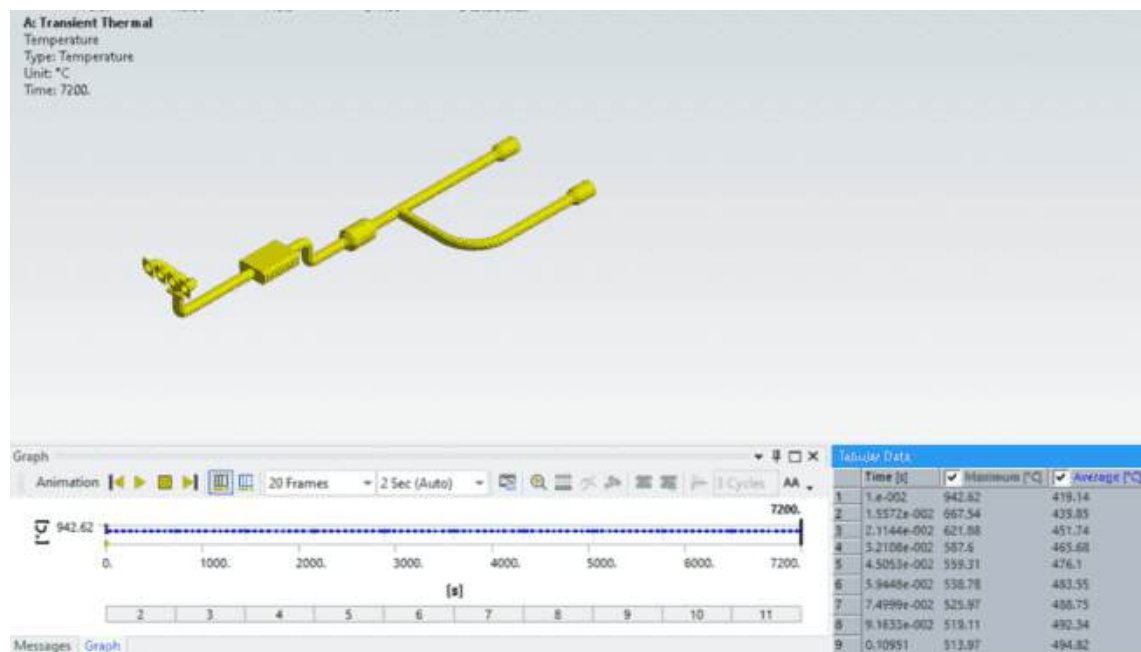 A: Transient Thermal
Temperature
Type: Temperature
Unit: °C
Time: 7200.
Graph
Animation 20 Frames 2 Sec (Auto) 3 Cycles AA
7200.
942.62
[°C]
0. 1000. 2000. 3000. 4000. 5000. 6000. 7200.
[s]
2 3 4 5 6 7 8 9 10 11
Messages Graph
Tabular Data
Time [s] Maximum [°C] Average [°C]
1 1.e-002 942.62 419.14
2 1.5572e-002 667.54 439.85
3 2.1144e-002 621.88 451.74
4 3.2108e-002 587.6 465.68
5 4.5053e-002 559.31 476.1
6 5.9448e-002 538.78 483.55
7 7.4999e-002 525.97 488.75
8 9.1633e-002 519.11 492.34
9 0.10951 513.97 494.82